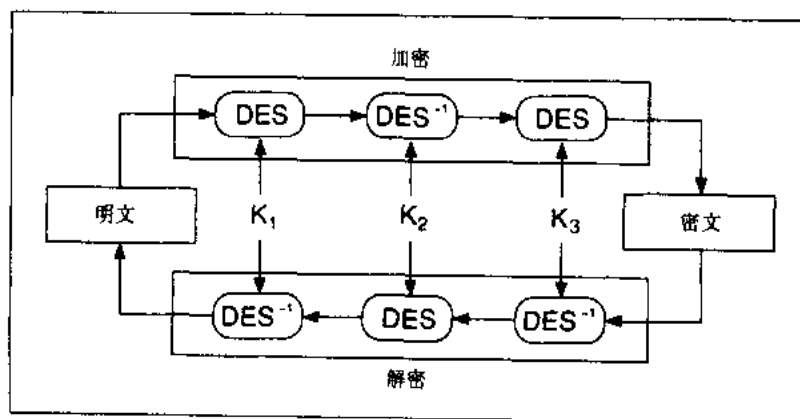 加密
DES DES⁻¹ DES
明文 K₁ K₂ K₃ 密文
DES⁻¹ DES DES⁻¹
解密